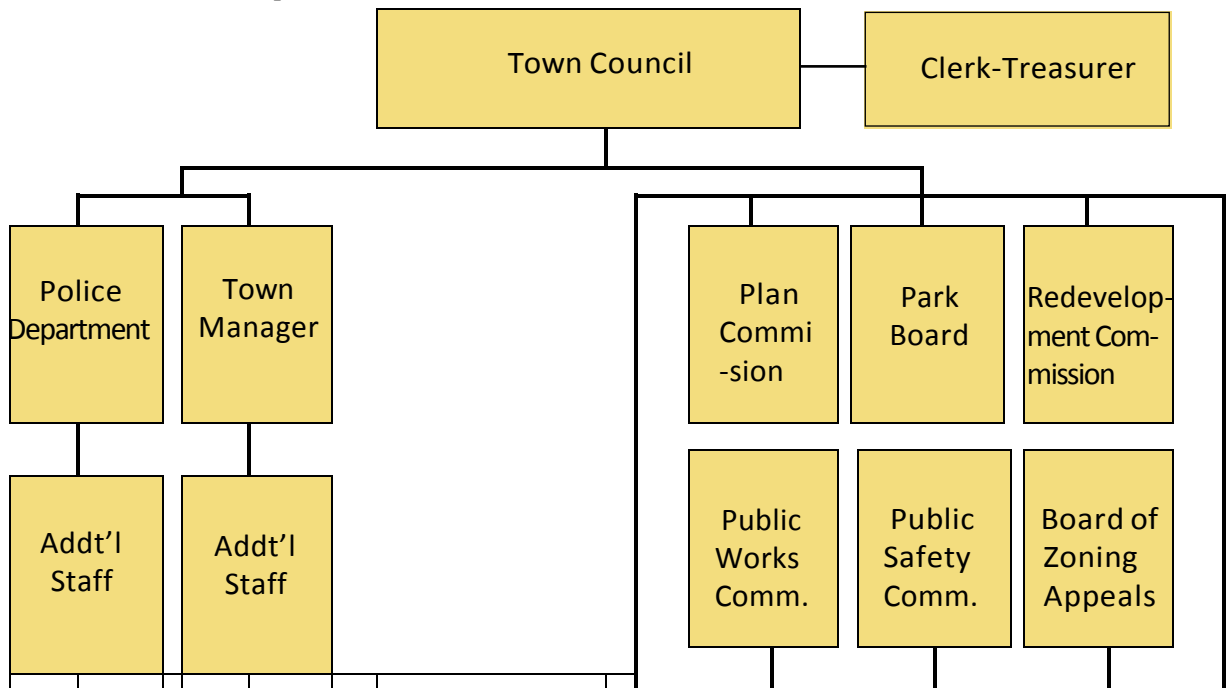 Town Council
Clerk-Treasurer
Police
Department
Town
Manager
Plan
Commi
-sion
Park
Board
Redevelop-
ment Com-
mission
Addt’l
Staff
Addt’l
Staff
Public
Works
Comm.
Public
Safety
Comm.
Board of
Zoning
Appeals